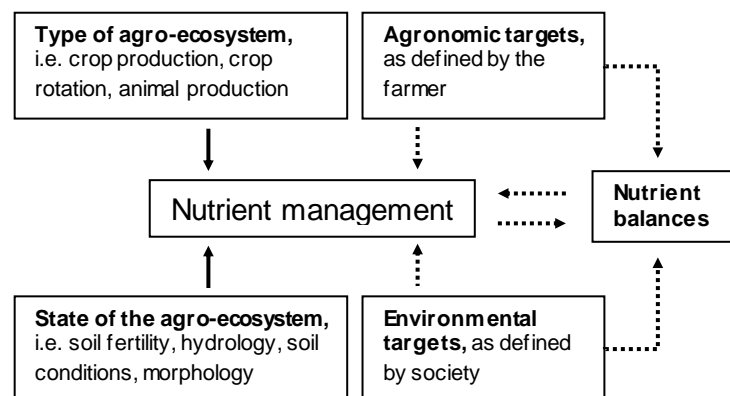 Type of agro-ecosystem,
i.e. crop production, crop
rotation, animal production
Agronomic targets,
as defined by the
farmer
Nutrient management
Nutrient
balances
State of the agro-ecosystem,
i.e. soil fertility, hydrology, soil
conditions, morphology
Environmental
targets, as defined
by society